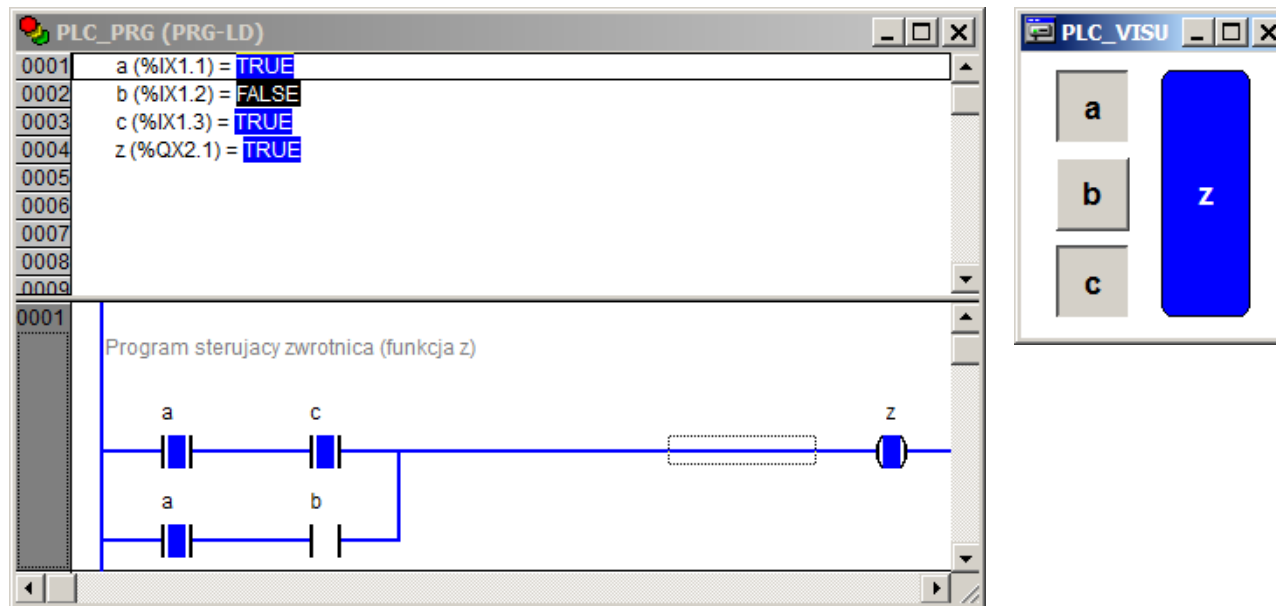 PLC_PRG (PRG-LD)
0001 a (%IX1.1) = TRUE
0002 b (%IX1.2) = FALSE
0003 c (%IX1.3) = TRUE
0004 z (%QX2.1) = TRUE
0005
0006
0007
0008
0009
0001
Program sterujacy zwrotnica (funkcja z)
a c z
a b
PLC_VISU
a
b z
c